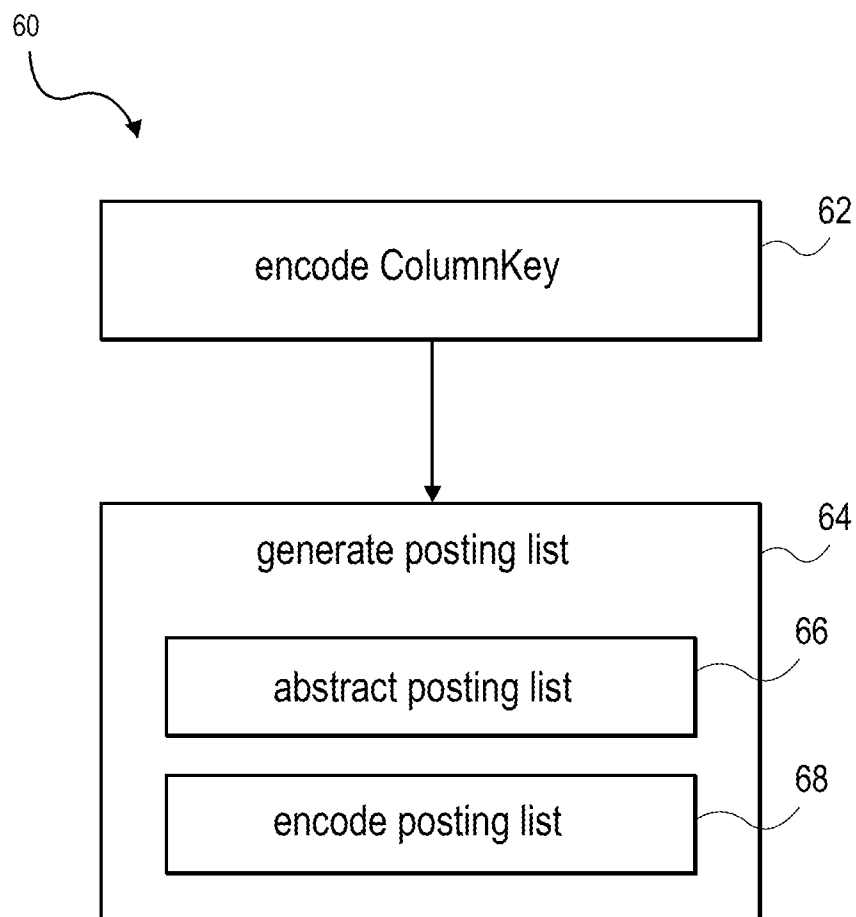 60
62
encode ColumnKey
64
generate posting list
66
abstract posting list
68
encode posting list